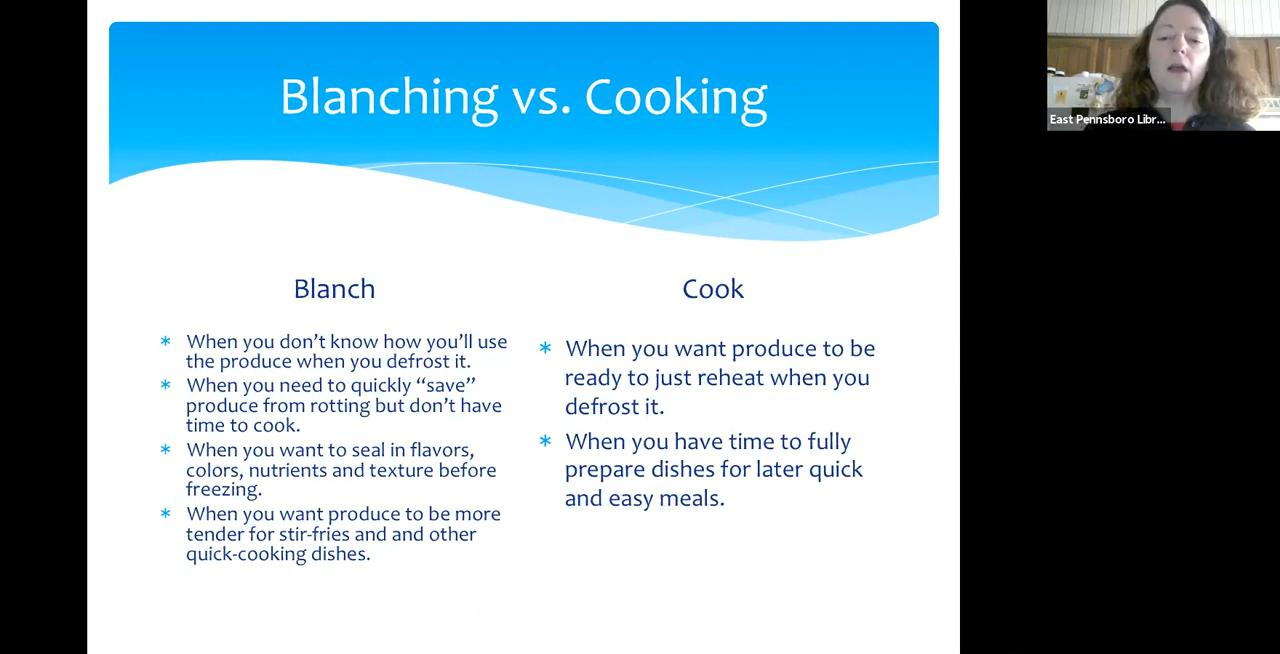 Blanching vs. Cooking
Blanch
When you don’t know how you’ll use
the produce when you defrost it.
When you need to quickly “save”
produce from rotting but don’t have
time to cook.
When you want to seal in flavors,
colors, nutrients and texture before
freezing.
When you want produce to be more
tender for stir-fries and and other
quick-cooking dishes.
Cook
When you want produce to be
ready to just reheat when you
defrost it.
When you have time to fully
prepare dishes for later quick
and easy meals.
East Pennsboro Libr...